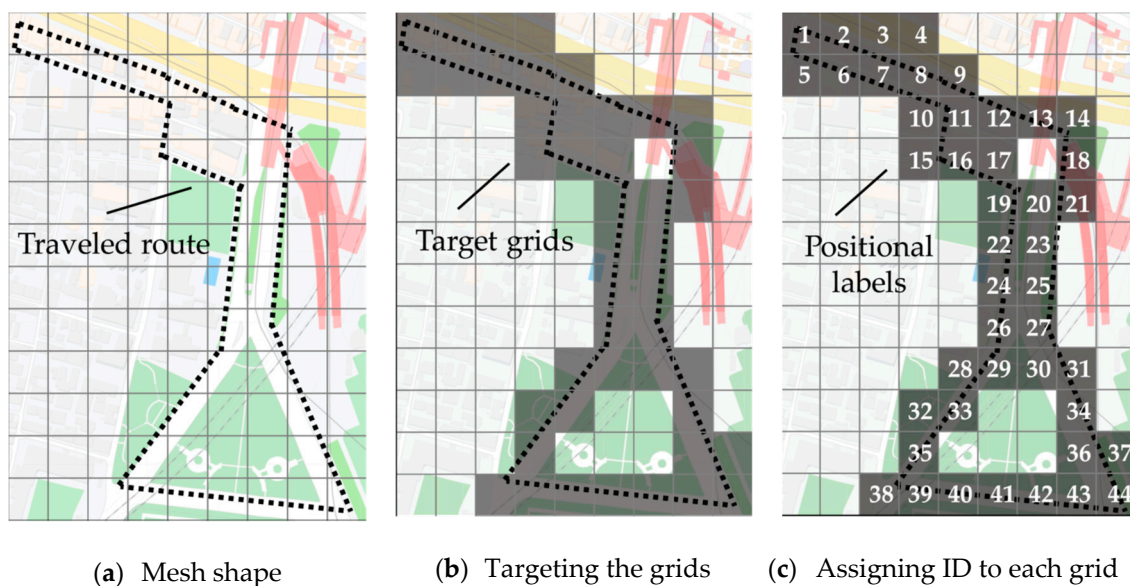 Traveled route
Target grids
Positional
labels
1 2 3 4
5 6 7 8 9
10 11 12 13 14
15 16 17 18
19 20 21
22 23
24 25
26 27
28 29 30 31
32 33 34
35 36 37
38 39 40 41 42 43 44
(a) Mesh shape
(b) Targeting the grids
(c) Assigning ID to each grid